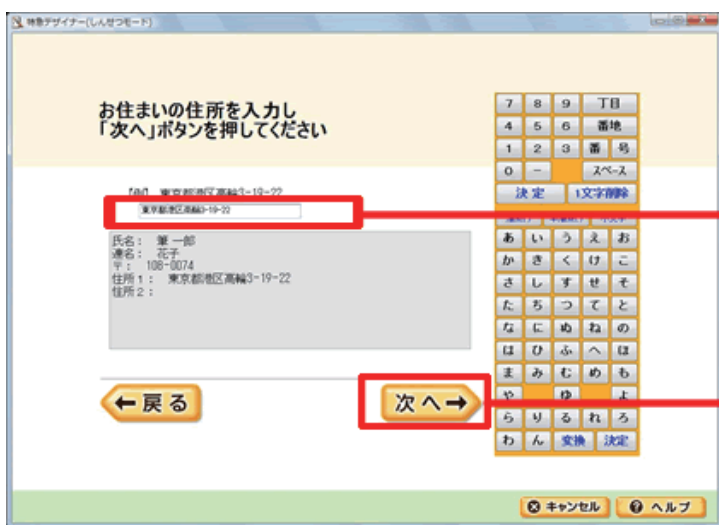 特急デザイナー(しんせつモード)
お住まいの住所を入力し
「次へ」ボタンを押してください
【例】 東京都港区高輪3-19-22
東京都港区高輪3-19-22
氏名: 筆 一郎
連名: 花子
〒: 108-0074
住所1: 東京都港区高輪3-19-22
住所2:
←戻る
次へ→
7 8 9 丁目
4 5 6 番地
1 2 3 番 号
0 - スペース
決定 1文字削除
あ い う え お
か き く け こ
さ し す せ そ
た ち つ て と
な に ぬ ね の
は ひ ふ へ ほ
ま み む め も
や ゆ よ
ら り る れ ろ
わ ん 変換 決定
キャンセル ヘルプ